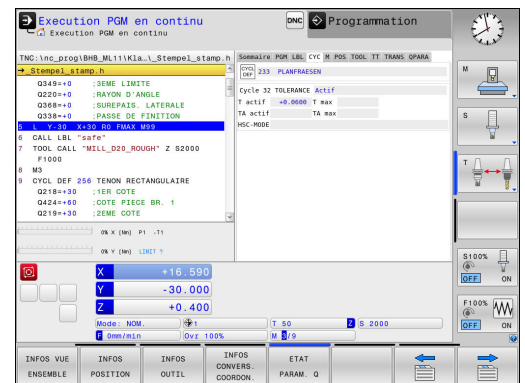 Execution PGM en continu
Execution PGM en continu
DNC
Programmation
TNC:\nc_prog\BHB_ML11\Kla…\_Stempel_stamp.h
→_Stempel_stamp.h
Q349=+0 ;3EME LIMITE
Q220=+0 ;RAYON D'ANGLE
Q368=+0 ;SUREPAIS. LATERALE
Q338=+0 ;PASSE DE FINITION
5 L Y-30 X+30 R0 FMAX M99
6 CALL LBL "safe"
7 TOOL CALL "MILL_D20_ROUGH" Z S2000
F1000
8 M3
9 CYCL DEF 256 TENON RECTANGULAIRE
Q218=+30 ;1ER COTE
Q424=+60 ;COTE PIECE BR. 1
Q219=+30 ;2EME COTE
Sommaire PGM LBL CYC M POS TOOL TT TRANS QPARA
CYCL DEF 233 PLANFRAESEN
Cycle 32 TOLERANCE Actif
T actif +0.0600 T max
TA actif TA max
HSC-MODE
0% X [Nm] P1 -T1
0% Y [Nm] LIMIT 1
X +16.590
Y -30.000
Z +0.400
Mode: NOM. 1 T 50 Z S 2000
F 0mm/min Ovr 100% M 3/9
M
S
T
S100%
OFF ON
F100%
OFF ON
INFOS VUE ENSEMBLE
INFOS POSITION
INFOS OUTIL
INFOS CONVERS. COORDON.
ETAT PARAM. Q